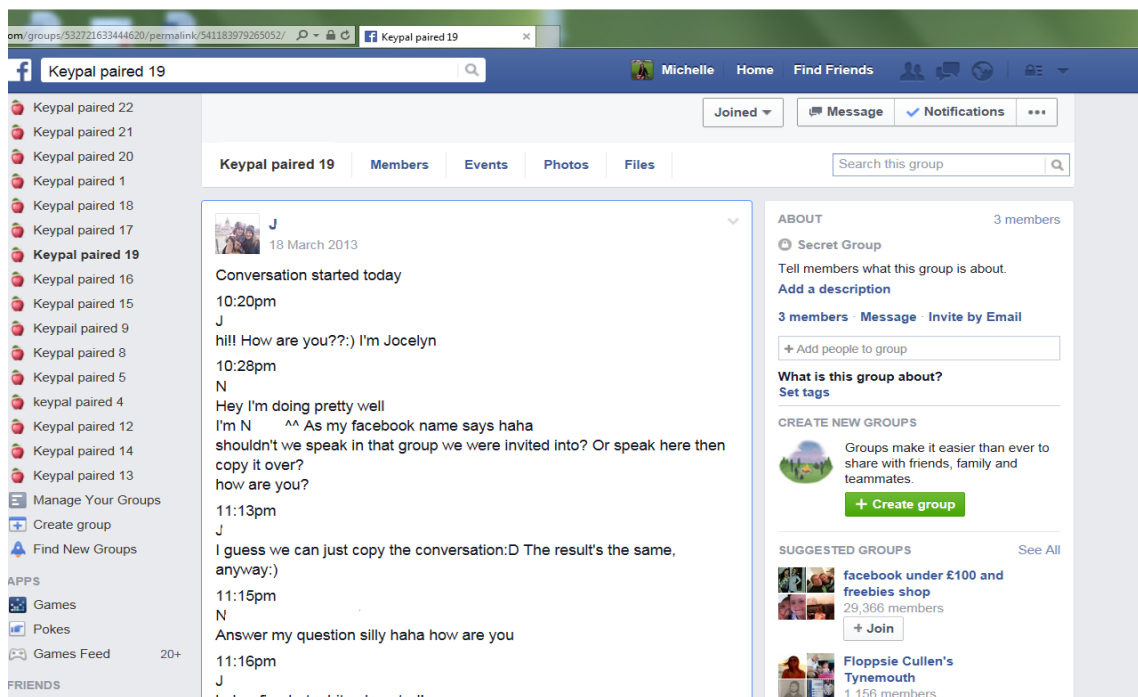 om/groups/532721633444620/permalink/541183979265052/
Keypal paired 19
Keypal paired 19
Michelle Home Find Friends
Keypal paired 22
Keypal paired 21
Keypal paired 20
Keypal paired 1
Keypal paired 18
Keypal paired 17
Keypal paired 19
Keypal paired 16
Keypal paired 15
Keypail paired 9
Keypal paired 8
Keypal paired 5
keypal paired 4
Keypal paired 12
Keypal paired 14
Keypal paired 13
Manage Your Groups
Create group
Find New Groups
APPS
Games
Pokes
Games Feed 20+
FRIENDS
Joined Message Notifications
Keypal paired 19 Members Events Photos Files Search this group
J
18 March 2013
Conversation started today
10:20pm
J
hi!! How are you??:) I'm Jocelyn
10:28pm
N
Hey I'm doing pretty well
I'm N ^^ As my facebook name says haha
shouldn't we speak in that group we were invited into? Or speak here then
copy it over?
how are you?
11:13pm
J
I guess we can just copy the conversation:D The result's the same,
anyway:)
11:15pm
N
Answer my question silly haha how are you
11:16pm
J
ABOUT 3 members
Secret Group
Tell members what this group is about.
Add a description
3 members · Message · Invite by Email
+ Add people to group
What is this group about?
Set tags
CREATE NEW GROUPS
Groups make it easier than ever to
share with friends, family and
teammates.
+ Create group
SUGGESTED GROUPS See All
facebook under £100 and
freebies shop
29,366 members
+ Join
Floppsie Cullen's
Tynemouth
1,156 members